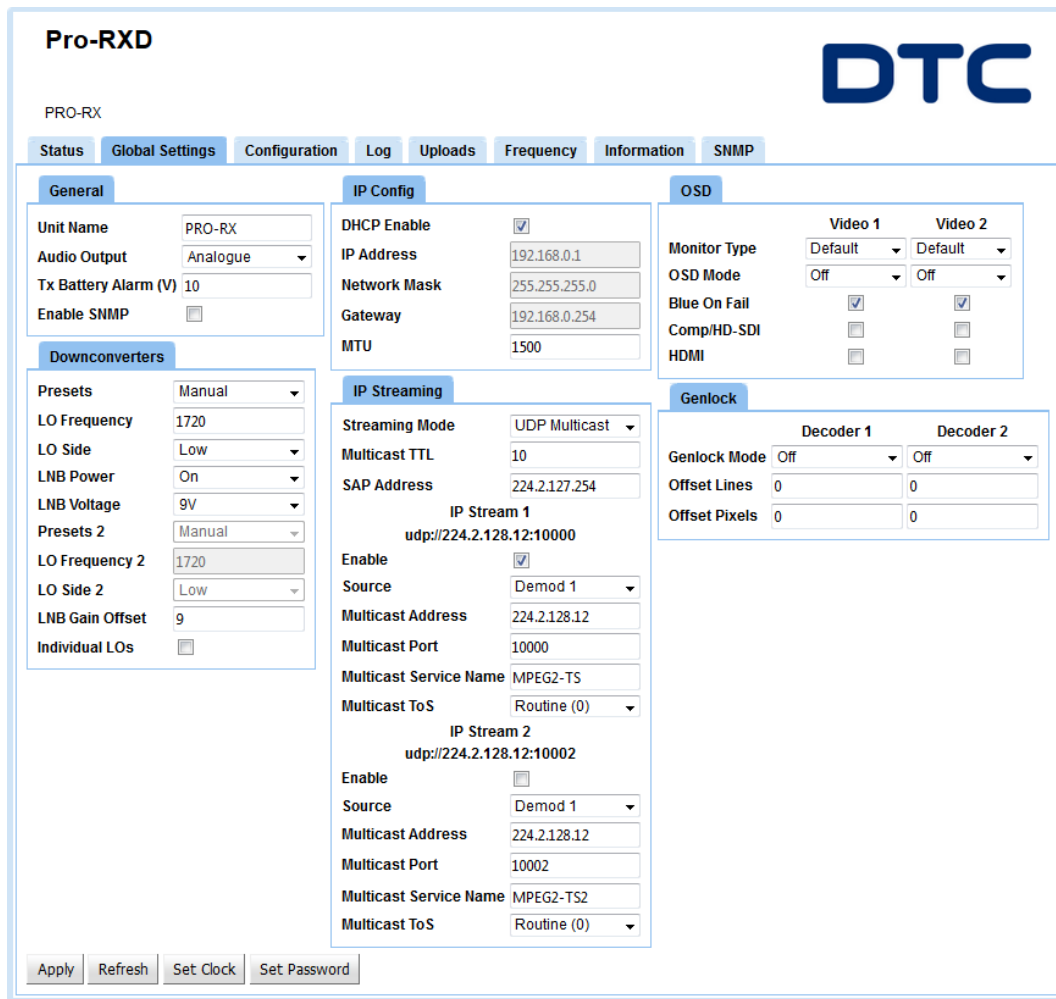 Pro-RXD
DTC
PRO-RX
Status Global Settings Configuration Log Uploads Frequency Information SNMP
General
Unit Name PRO-RX
Audio Output Analogue
Tx Battery Alarm (V) 10
Enable SNMP
Downconverters
Presets Manual
LO Frequency 1720
LO Side Low
LNB Power On
LNB Voltage 9V
Presets 2 Manual
LO Frequency 2 1720
LO Side 2 Low
LNB Gain Offset 9
Individual LOs
IP Config
DHCP Enable
IP Address 192.168.0.1
Network Mask 255.255.255.0
Gateway 192.168.0.254
MTU 1500
IP Streaming
Streaming Mode UDP Multicast
Multicast TTL 10
SAP Address 224.2.127.254
IP Stream 1
udp://224.2.128.12:10000
Enable
Source Demod 1
Multicast Address 224.2.128.12
Multicast Port 10000
Multicast Service Name MPEG2-TS
Multicast ToS Routine (0)
IP Stream 2
udp://224.2.128.12:10002
Enable
Source Demod 1
Multicast Address 224.2.128.12
Multicast Port 10002
Multicast Service Name MPEG2-TS2
Multicast ToS Routine (0)
OSD
Video 1 Video 2
Monitor Type Default Default
OSD Mode Off Off
Blue On Fail
Comp/HD-SDI
HDMI
Genlock
Decoder 1 Decoder 2
Genlock Mode Off Off
Offset Lines 0 0
Offset Pixels 0 0
Apply Refresh Set Clock Set Password